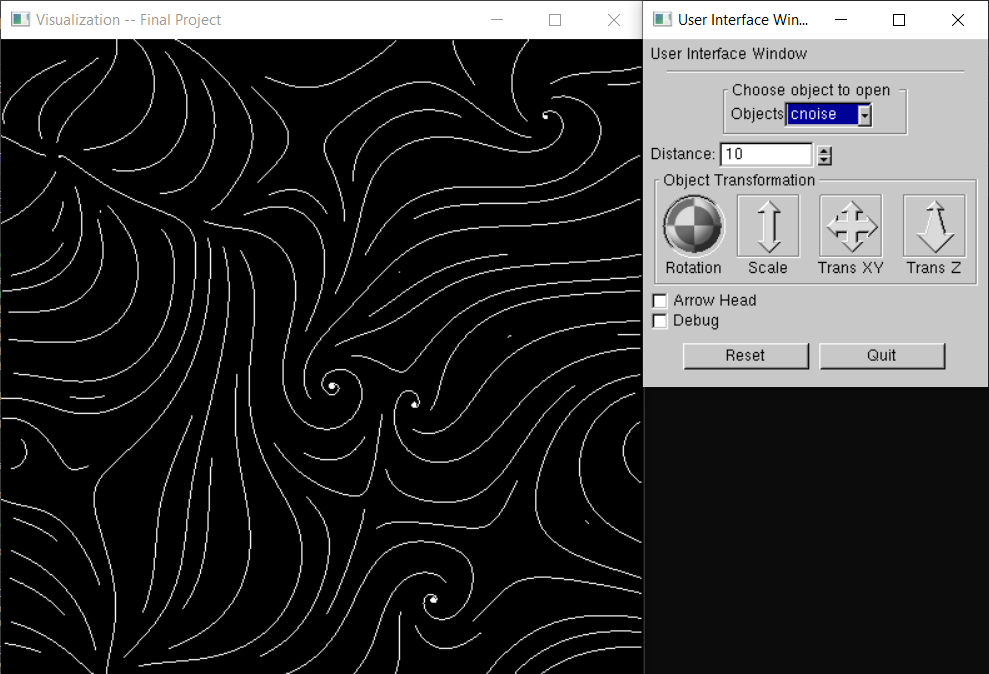 Visualization -- Final Project
User Interface Win...
User Interface Window
Choose object to open
Objects cnoise
Distance: 10
Object Transformation
Rotation Scale Trans XY Trans Z
Arrow Head
Debug
Reset Quit